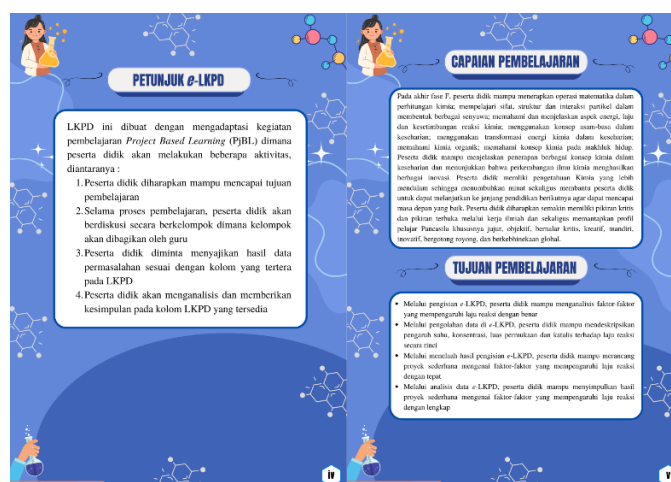 PETUNJUK e-LKPD
LKPD ini dibuat dengan mengadaptasi kegiatan
pembelajaran Project Based Learning (PjBL) dimana
peserta didik akan melakukan beberapa aktivitas,
diantaranya :
1. Peserta didik diharapkan mampu mencapai tujuan
pembelajaran
2. Selama proses pembelajaran, peserta didik akan
berdiskusi secara berkelompok dimana kelompok
akan dibagikan oleh guru
3. Peserta didik diminta menyajikan hasil data
permasalahan sesuai dengan kolom yang tertera
pada LKPD
4. Peserta didik akan menganalisis dan memberikan
kesimpulan pada kolom LKPD yang tersedia
iv
CAPAIAN PEMBELAJARAN
Pada akhir fase F, peserta didik mampu menerapkan operasi matematika dalam
perhitungan kimia; mempelajari sifat, struktur dan interaksi partikel dalam
membentuk berbagai senyawa; memahami dan menjelaskan aspek energi, laju
dan kesetimbangan reaksi kimia; menggunakan konsep asam-basa dalam
keseharian; menggunakan transformasi energi kimia dalam keseharian;
memahami kimia organik; memahami konsep kimia pada makhluk hidup.
Peserta didik mampu menjelaskan penerapan berbagai konsep kimia dalam
keseharian dan menunjukkan bahwa perkembangan ilmu kimia menghasilkan
berbagai inovasi. Peserta didik memiliki pengetahuan Kimia yang lebih
mendalam sehingga menumbuhkan minat sekaligus membantu peserta didik
untuk dapat melanjutkan ke jenjang pendidikan berikutnya agar dapat mencapai
masa depan yang baik. Peserta didik diharapkan semakin memiliki pikiran kritis
dan pikiran terbuka melalui kerja ilmiah dan sekaligus memantapkan profil
pelajar Pancasila khususnya jujur, objektif, bernalar kritis, kreatif, mandiri,
inovatif, bergotong royong, dan berkebhinekaan global.
TUJUAN PEMBELAJARAN
• Melalui pengisian e-LKPD, peserta didik mampu menganalisis faktor-faktor
yang mempengaruhi laju reaksi dengan benar
• Melalui pengolahan data di e-LKPD, peserta didik mampu mendeskripsikan
pengaruh suhu, konsentrasi, luas permukaan dan katalis terhadap laju reaksi
secara rinci
• Melalui menelaah hasil pengisian e-LKPD, peserta didik mampu merancang
proyek sederhana mengenai faktor-faktor yang mempengaruhi laju reaksi
dengan tepat
• Melalui analisis data e-LKPD, peserta didik mampu menyimpulkan hasil
proyek sederhana mengenai faktor-faktor yang mempengaruhi laju reaksi
dengan lengkap
v